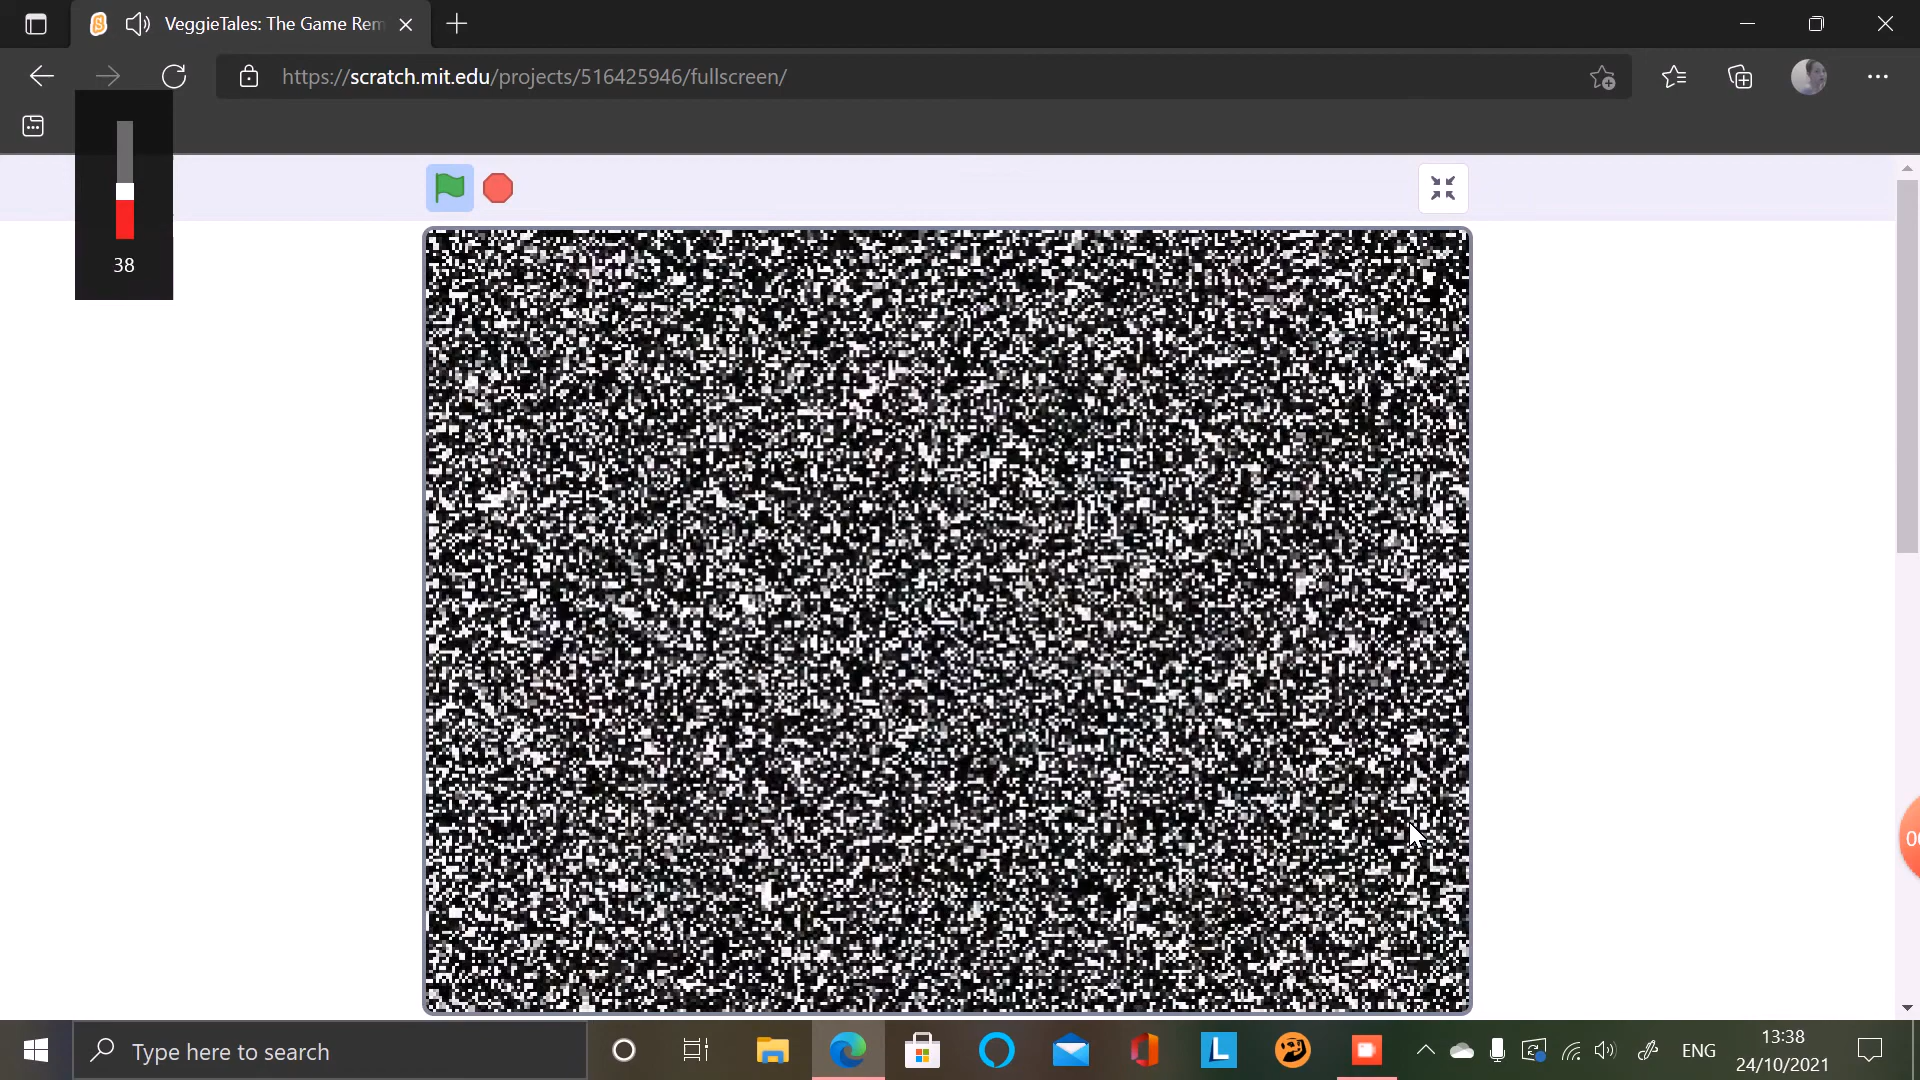 VeggieTales: The Game Rem
https://scratch.mit.edu/projects/516425946/fullscreen/
38
00
Type here to search
L
ENG
13:38
24/10/2021